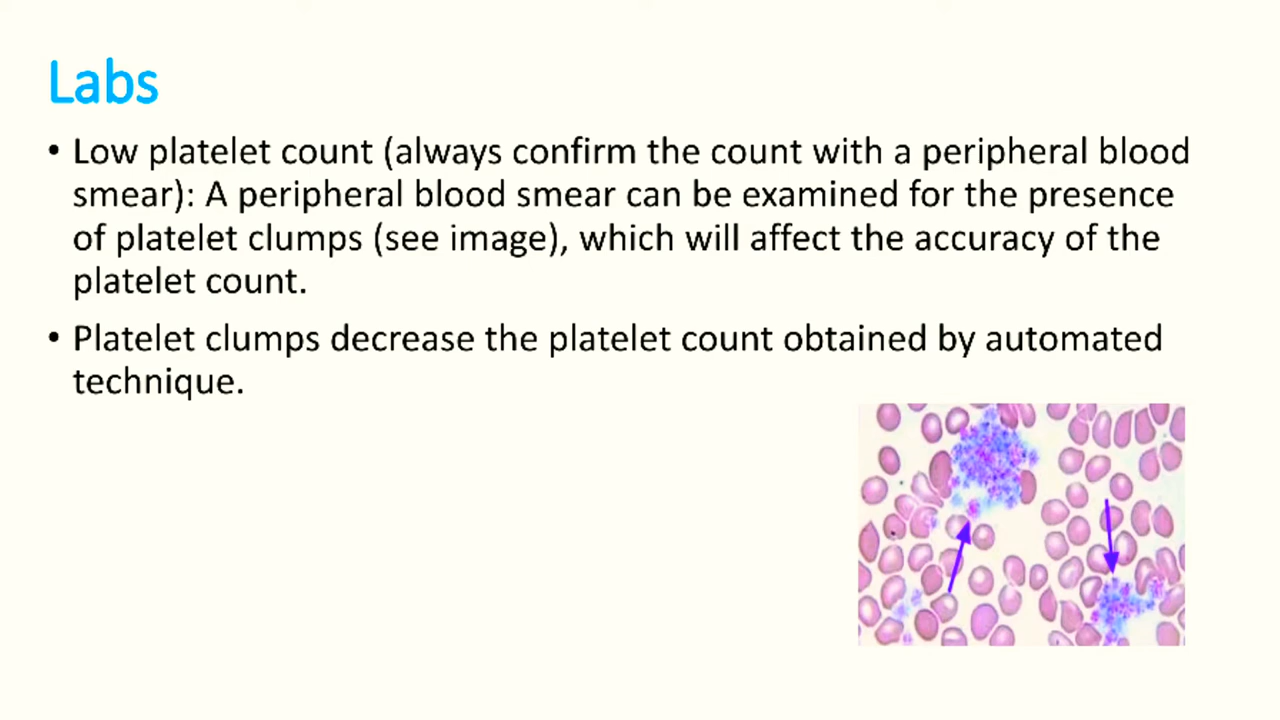 Labs
• Low platelet count (always confirm the count with a peripheral blood
smear): A peripheral blood smear can be examined for the presence
of platelet clumps (see image), which will affect the accuracy of the
platelet count.
• Platelet clumps decrease the platelet count obtained by automated
technique.